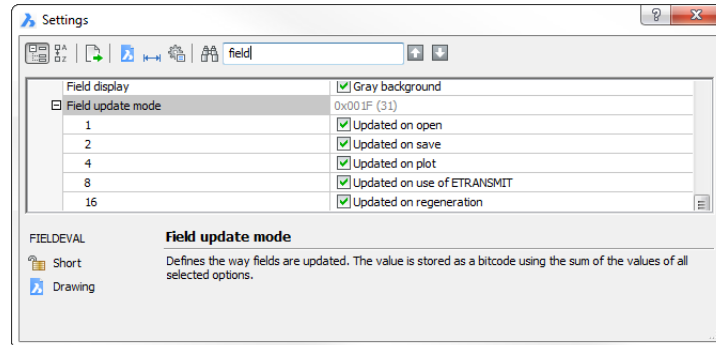 Settings
field
Field display Gray background
Field update mode 0x001F (31)
1 Updated on open
2 Updated on save
4 Updated on plot
8 Updated on use of ETRANSMIT
16 Updated on regeneration
FIELDEVAL
Short
Drawing
Field update mode
Defines the way fields are updated. The value is stored as a bitcode using the sum of the values of all
selected options.